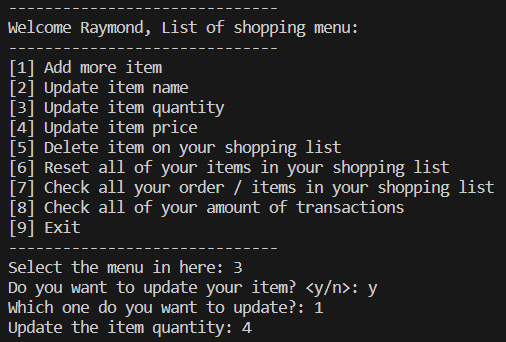 ------------------------------
Welcome Raymond, List of shopping menu:
------------------------------
[1] Add more item
[2] Update item name
[3] Update item quantity
[4] Update item price
[5] Delete item on your shopping list
[6] Reset all of your items in your shopping list
[7] Check all your order / items in your shopping list
[8] Check all of your amount of transactions
[9] Exit
------------------------------
Select the menu in here: 3
Do you want to update your item? <y/n>: y
Which one do you want to update?: 1
Update the item quantity: 4